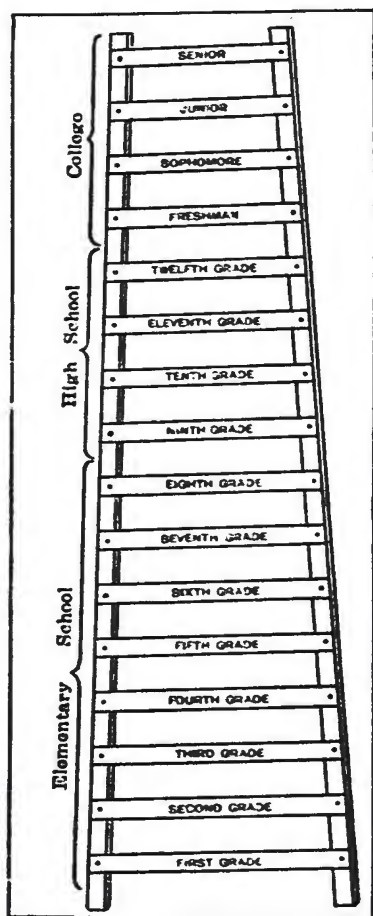 SENIOR
JUNIOR
SOPHOMORE
FRESHMAN
TWELFTH GRADE
ELEVENTH GRADE
TENTH GRADE
NINTH GRADE
EIGHTH GRADE
SEVENTH GRADE
SIXTH GRADE
FIFTH GRADE
FOURTH GRADE
THIRD GRADE
SECOND GRADE
FIRST GRADE
College
High School
Elementary School